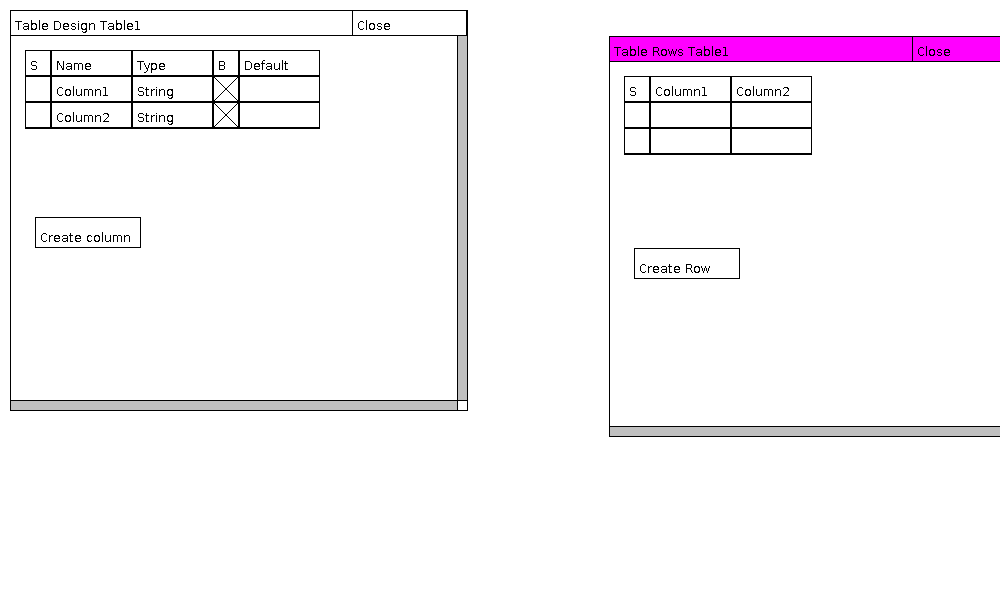 Table Design Table1 Close
S Name Type B Default
Column1 String
Column2 String
Create column
Table Rows Table1 Close
S Column1 Column2
Create Row